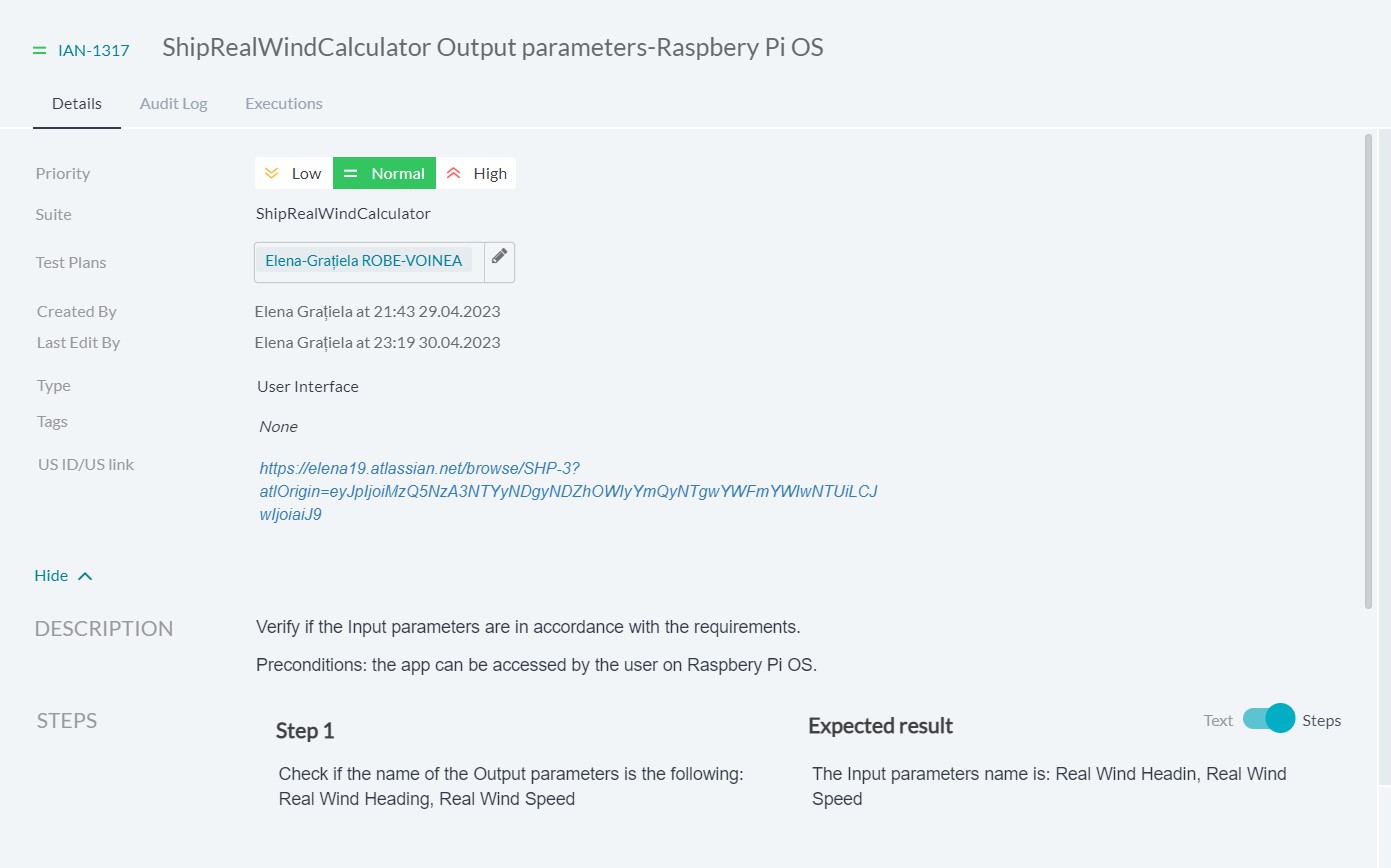 IAN-1317 ShipRealWindCalculator Output parameters-Raspbery Pi OS
Details Audit Log Executions
Priority Low Normal High
Suite ShipRealWindCalculator
Test Plans Elena-Grațiela ROBE-VOINEA
Created By Elena Grațiela at 21:43 29.04.2023
Last Edit By Elena Grațiela at 23:19 30.04.2023
Type User Interface
Tags None
US ID/US link https://elena19.atlassian.net/browse/SHP-3?
atlOrigin=eyJpIjoiMzQ5NzA3NTYyNDgyNDZhOWIyYmQyNTgwYWFmYWIwNTUiLCJ
wIjoiaiJ9
Hide
DESCRIPTION Verify if the Input parameters are in accordance with the requirements.
Preconditions: the app can be accessed by the user on Raspbery Pi OS.
STEPS Step 1 Expected result Text Steps
Check if the name of the Output parameters is the following: The Input parameters name is: Real Wind Headin, Real Wind
Real Wind Heading, Real Wind Speed Speed